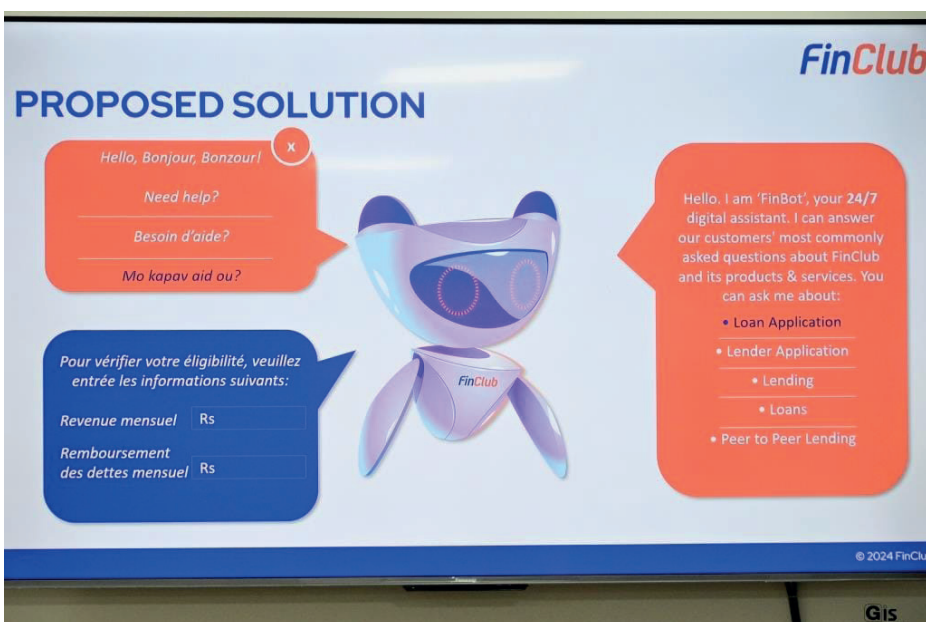 FinClub
PROPOSED SOLUTION
x
Hello, Bonjour, Bonzour!
Need help?
Besoin d'aide?
Mo kapav aid ou?
Pour vérifier votre éligibilité, veuillez
entrée les informations suivants:
Revenue mensuel Rs
Remboursement
des dettes mensuel Rs
FinClub
Hello. I am 'FinBot', your 24/7
digital assistant. I can answer
our customers' most commonly
asked questions about FinClub
and its products & services. You
can ask me about:
• Loan Application
• Lender Application
• Lending
• Loans
• Peer to Peer Lending
© 2024 FinClu
Gis